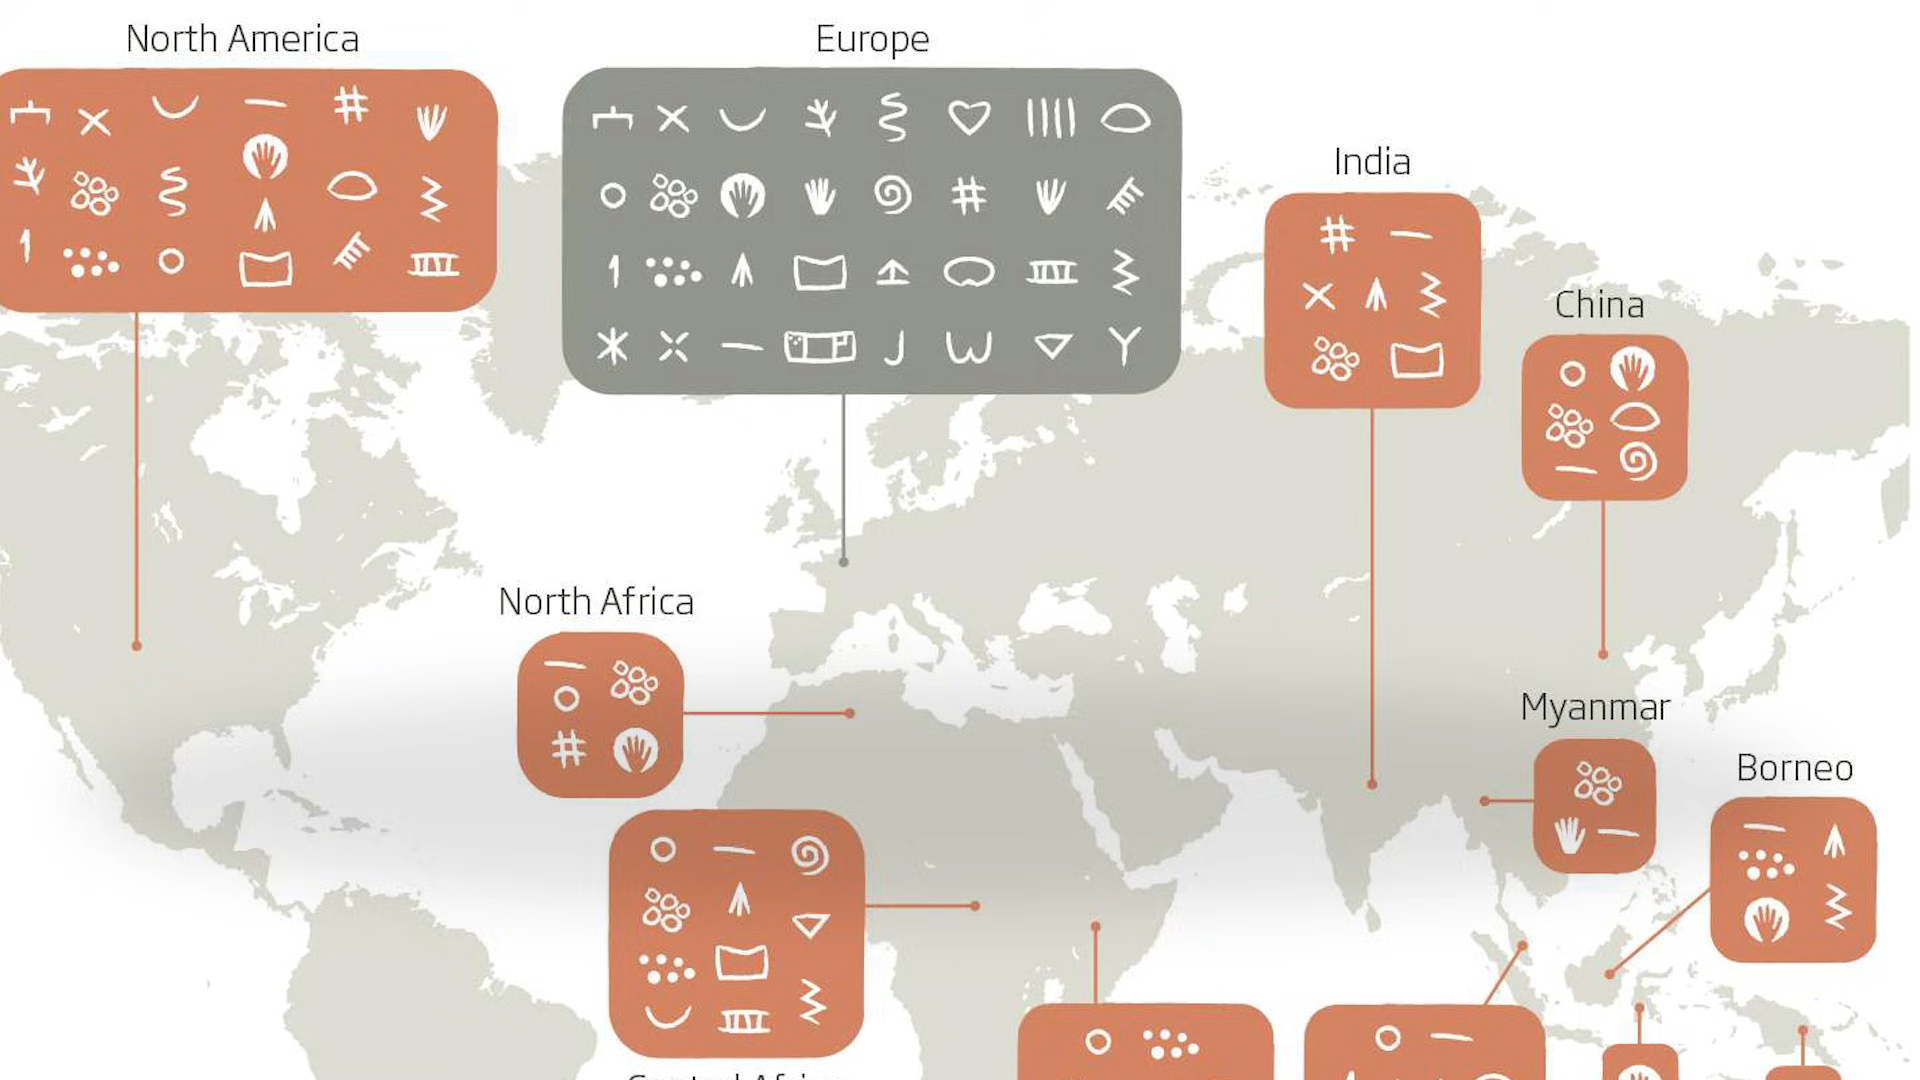 North America
Europe
India
China
North Africa
Myanmar
Borneo